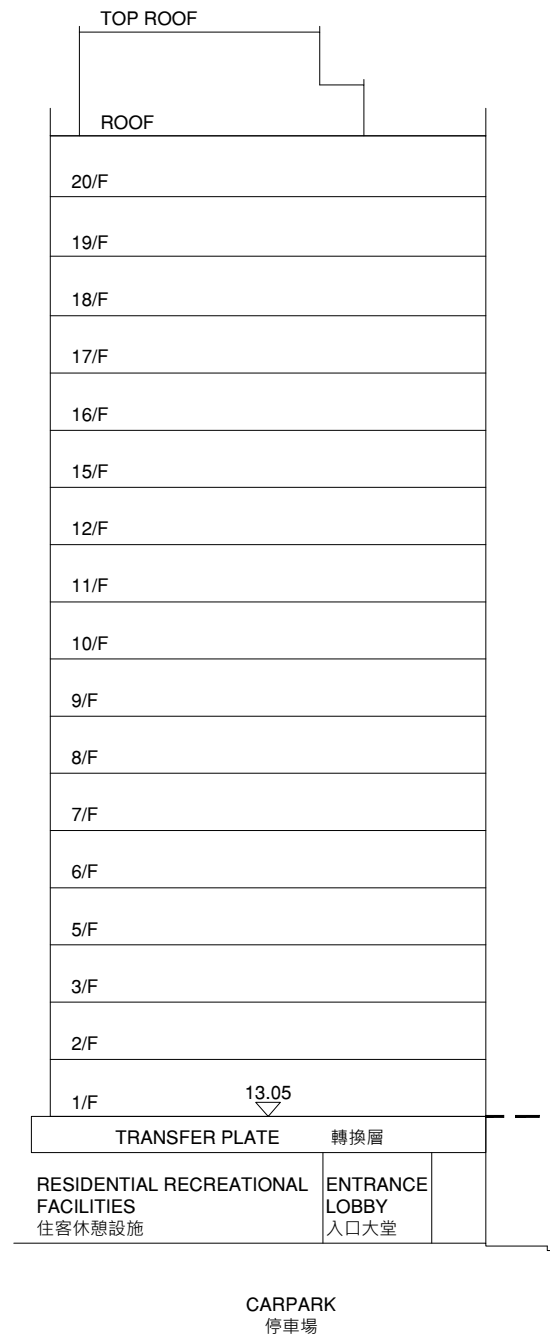 TOP ROOF
ROOF
20/F
19/F
18/F
17/F
16/F
15/F
12/F
11/F
10/F
9/F
8/F
7/F
6/F
5/F
3/F
2/F
1/F
13.05
TRANSFER PLATE 轉換層
RESIDENTIAL RECREATIONAL
FACILITIES
住客休憩設施
ENTRANCE
LOBBY
入口大堂
CARPARK
停車場